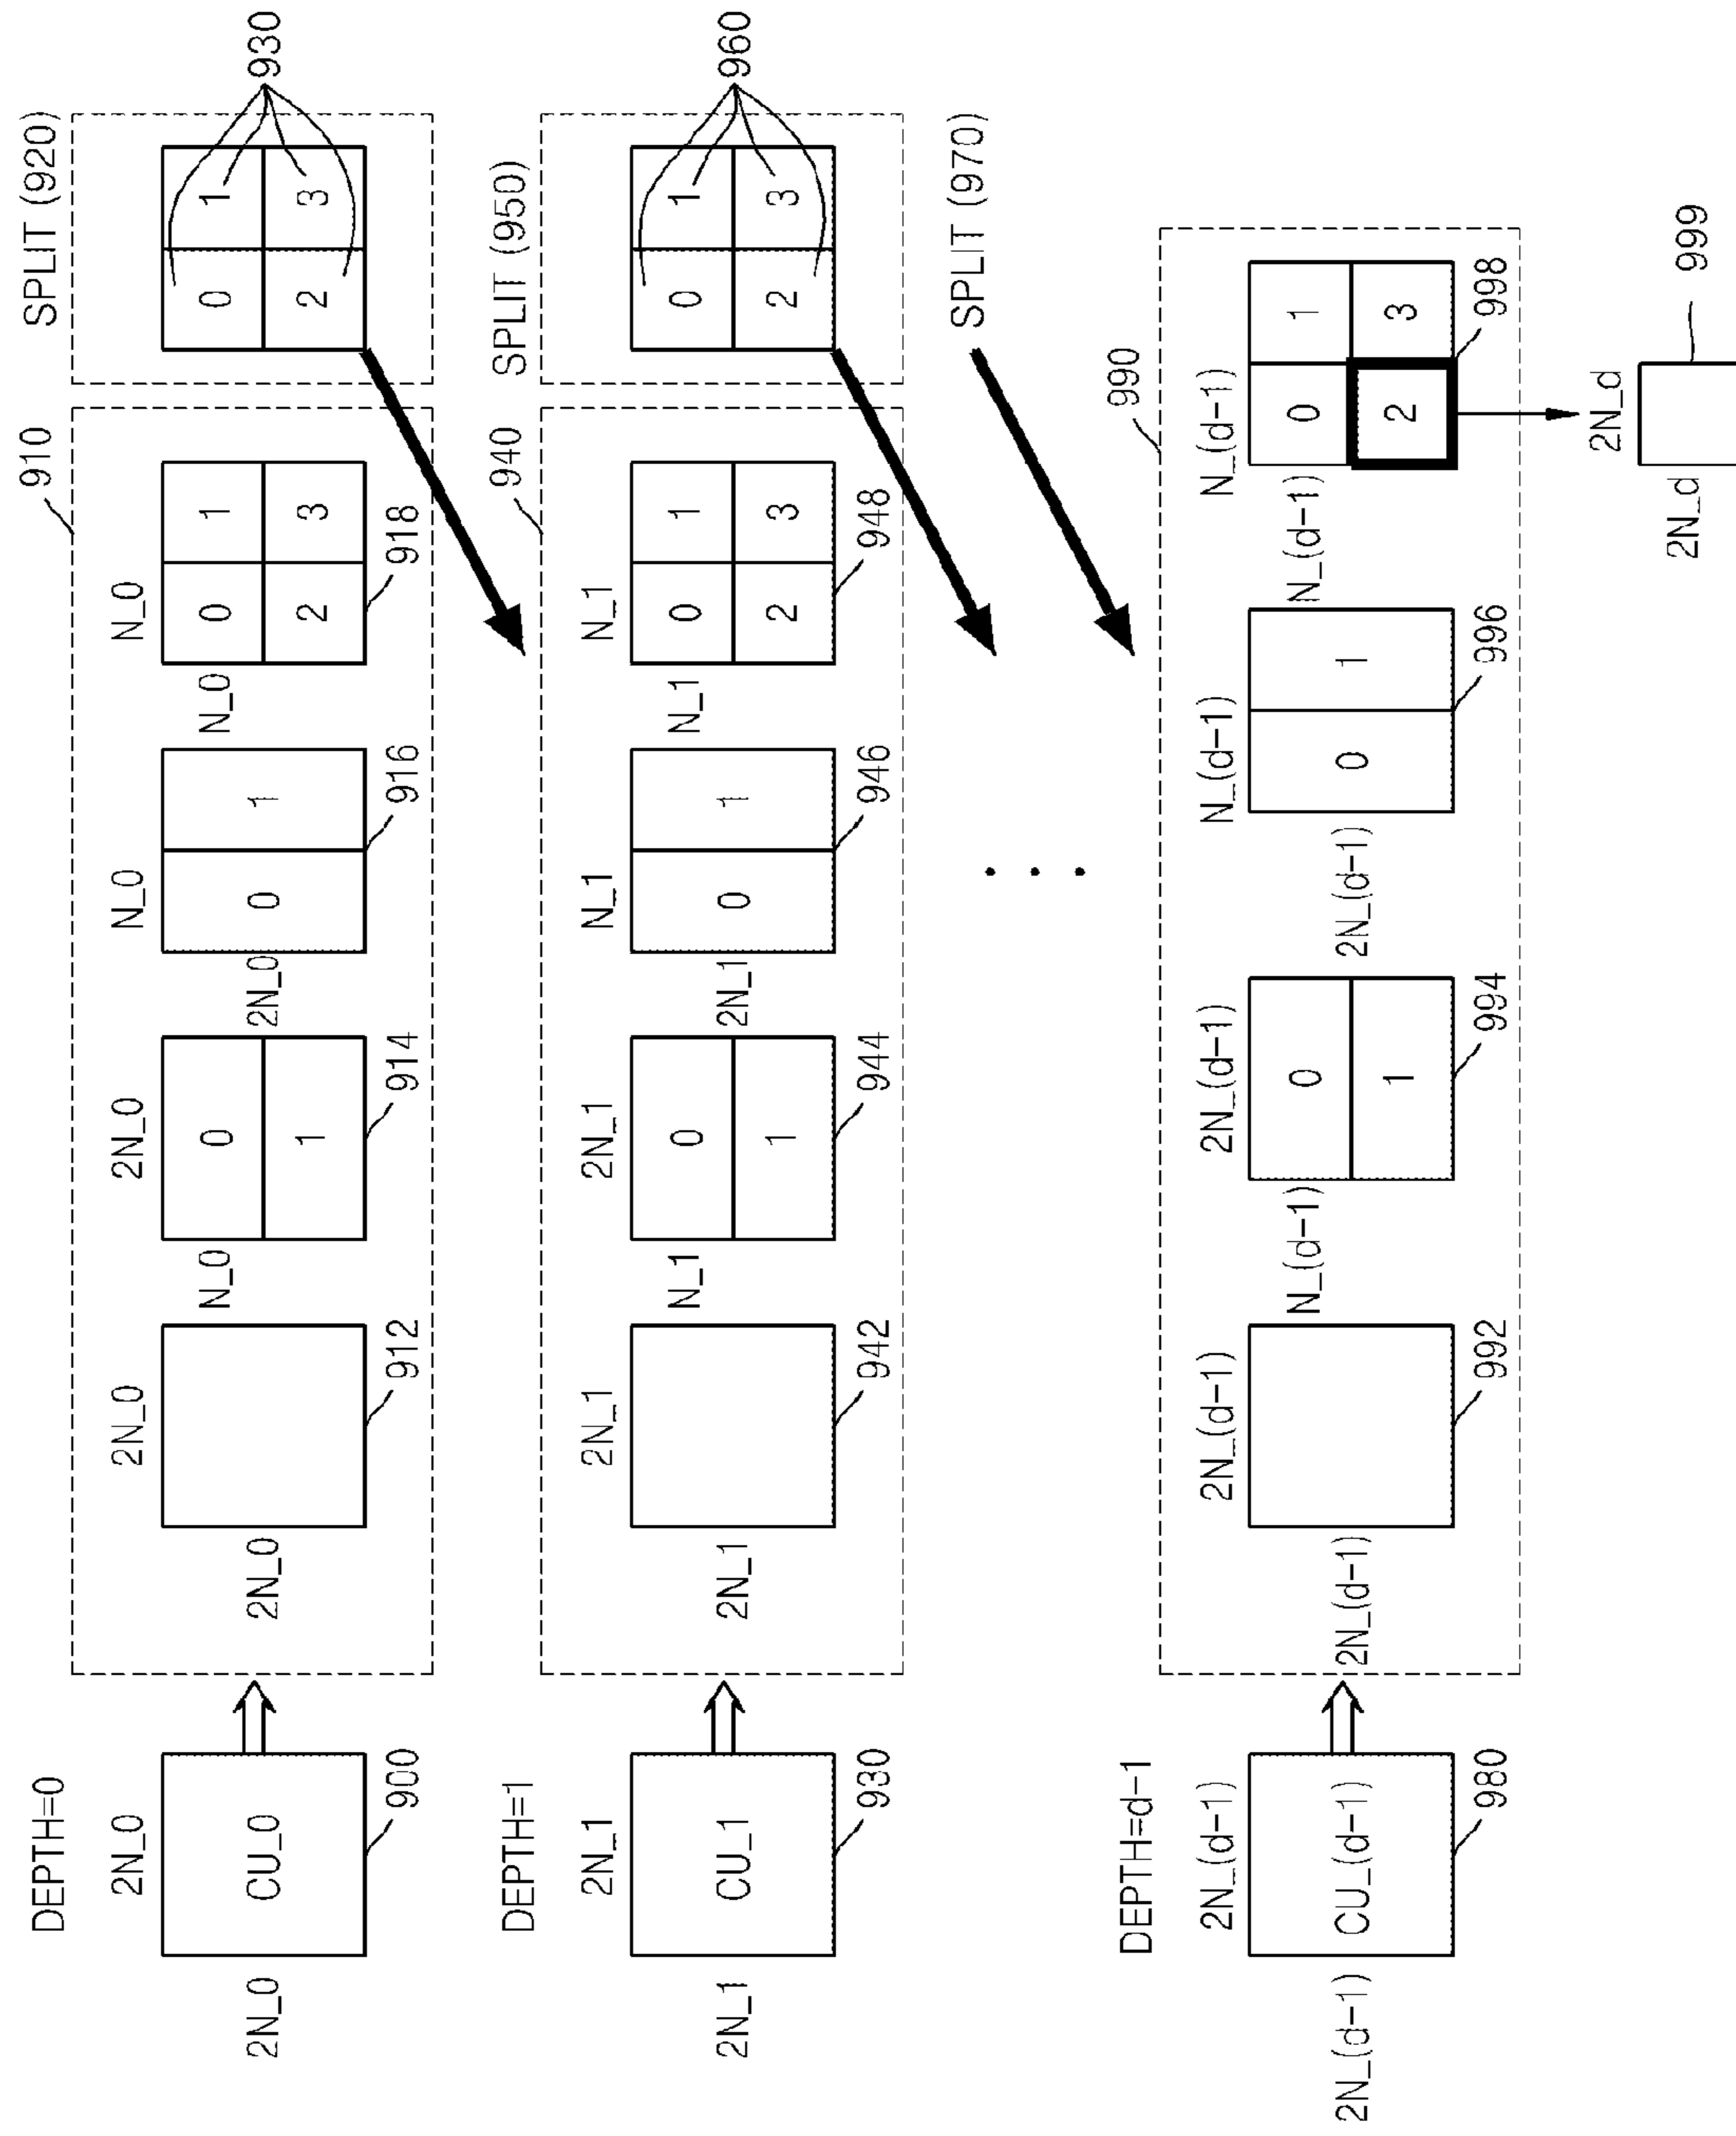 DEPTH=0
2N_0
2N_0
CU_0
900
910
2N_0
2N_0
912
2N_0
N_0
0
1
914
N_0
2N_0
0
1
916
N_0
N_0
0
1
2
3
918
SPLIT (920)
0
1
2
3
930
DEPTH=1
2N_1
2N_1
CU_1
930
940
2N_1
2N_1
942
2N_1
N_1
0
1
944
N_1
2N_1
0
1
946
N_1
N_1
0
1
2
3
948
SPLIT (950)
0
1
2
3
960
SPLIT (970)
DEPTH=d-1
2N_(d-1)
2N_(d-1)
CU_(d-1)
980
990
2N_(d-1)
2N_(d-1)
992
2N_(d-1)
N_(d-1)
0
1
994
N_(d-1)
2N_(d-1)
0
1
996
N_(d-1)
N_(d-1)
0
1
2
3
998
2N_d
2N_d
999